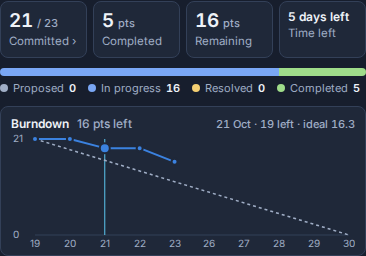 21 / 23
Committed ›
5 pts
Completed
16 pts
Remaining
5 days left
Time left
Proposed 0
In progress 16
Resolved 0
Completed 5
Burndown 16 pts left
21 Oct · 19 left · ideal 16.3
21
0
19 20 21 22 23 26 27 28 29 30